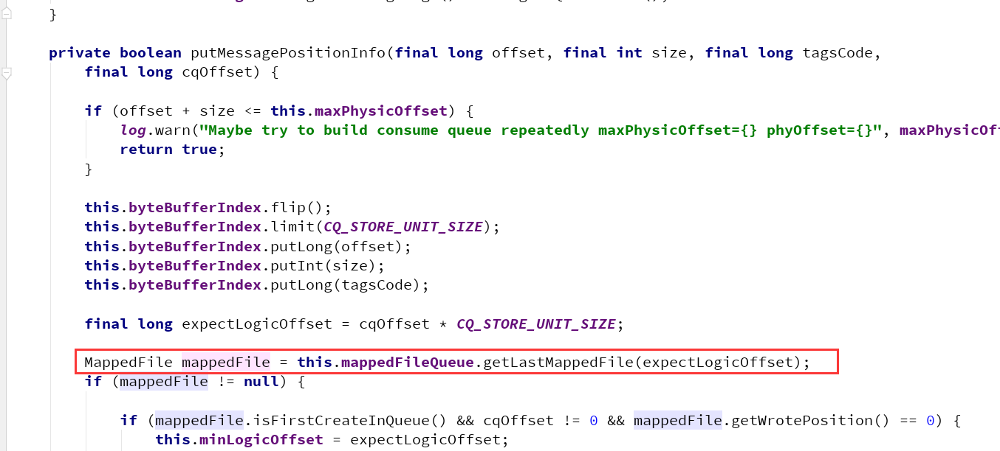 }
private boolean putMessagePositionInfo(final long offset, final int size, final long tagsCode,
final long cqOffset) {
if (offset + size <= this.maxPhysicOffset) {
log.warn("Maybe try to build consume queue repeatedly maxPhysicOffset={} phyOffset={}", maxPhysicOf
return true;
}
this.byteBufferIndex.flip();
this.byteBufferIndex.limit(CQ_STORE_UNIT_SIZE);
this.byteBufferIndex.putLong(offset);
this.byteBufferIndex.putInt(size);
this.byteBufferIndex.putLong(tagsCode);
final long expectLogicOffset = cqOffset * CQ_STORE_UNIT_SIZE;
MappedFile mappedFile = this.mappedFileQueue.getLastMappedFile(expectLogicOffset);
if (mappedFile != null) {
if (mappedFile.isFirstCreateInQueue() && cqOffset != 0 && mappedFile.getWrotePosition() == 0) {
this.minLogicOffset = expectLogicOffset;